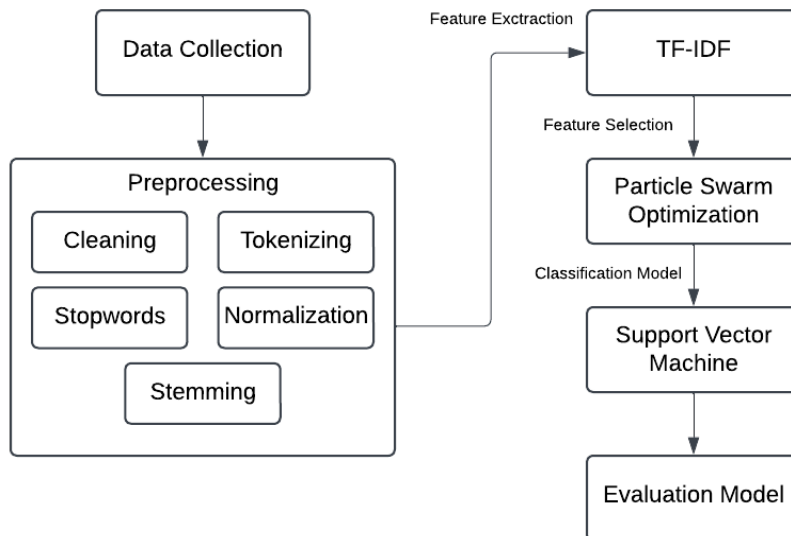 Data Collection
Preprocessing
Cleaning
Tokenizing
Stopwords
Normalization
Stemming
Feature Exctraction
TF-IDF
Feature Selection
Particle Swarm
Optimization
Classification Model
Support Vector
Machine
Evaluation Model